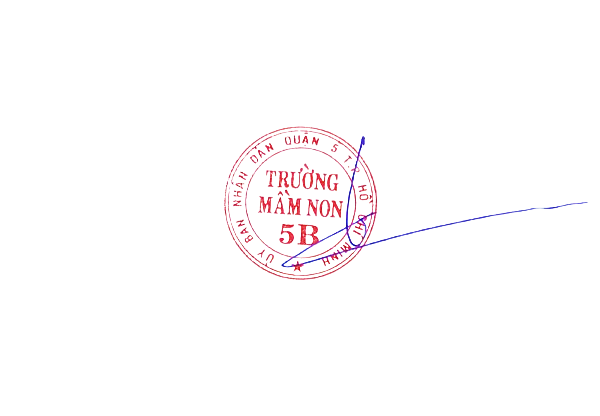 ỦY BAN NHÂN DÂN QUẬN 5 T.P HỒ CHÍ MINH
TRƯỜNG
MẦM NON
5B